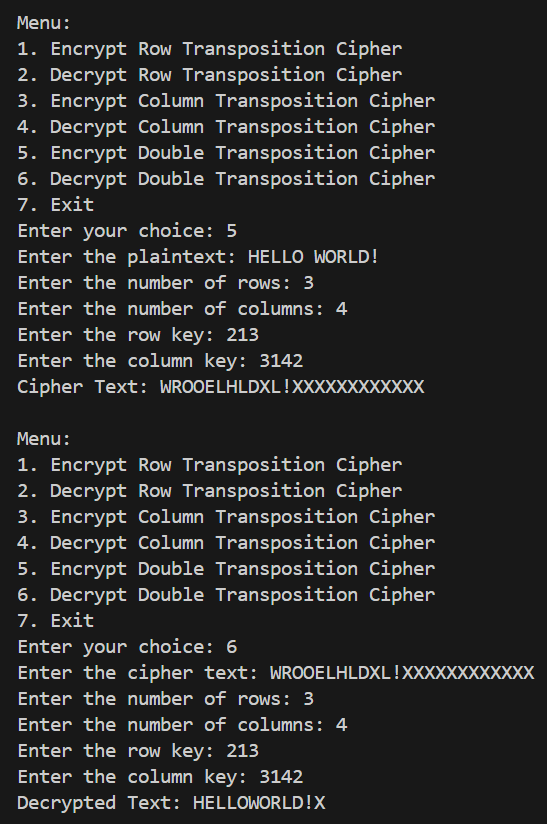 Menu:
1. Encrypt Row Transposition Cipher
2. Decrypt Row Transposition Cipher
3. Encrypt Column Transposition Cipher
4. Decrypt Column Transposition Cipher
5. Encrypt Double Transposition Cipher
6. Decrypt Double Transposition Cipher
7. Exit
Enter your choice: 5
Enter the plaintext: HELLO WORLD!
Enter the number of rows: 3
Enter the number of columns: 4
Enter the row key: 213
Enter the column key: 3142
Cipher Text: WROOELHLDXL!XXXXXXXXXXXX

Menu:
1. Encrypt Row Transposition Cipher
2. Decrypt Row Transposition Cipher
3. Encrypt Column Transposition Cipher
4. Decrypt Column Transposition Cipher
5. Encrypt Double Transposition Cipher
6. Decrypt Double Transposition Cipher
7. Exit
Enter your choice: 6
Enter the cipher text: WROOELHLDXL!XXXXXXXXXXXX
Enter the number of rows: 3
Enter the number of columns: 4
Enter the row key: 213
Enter the column key: 3142
Decrypted Text: HELLOWORLD!X